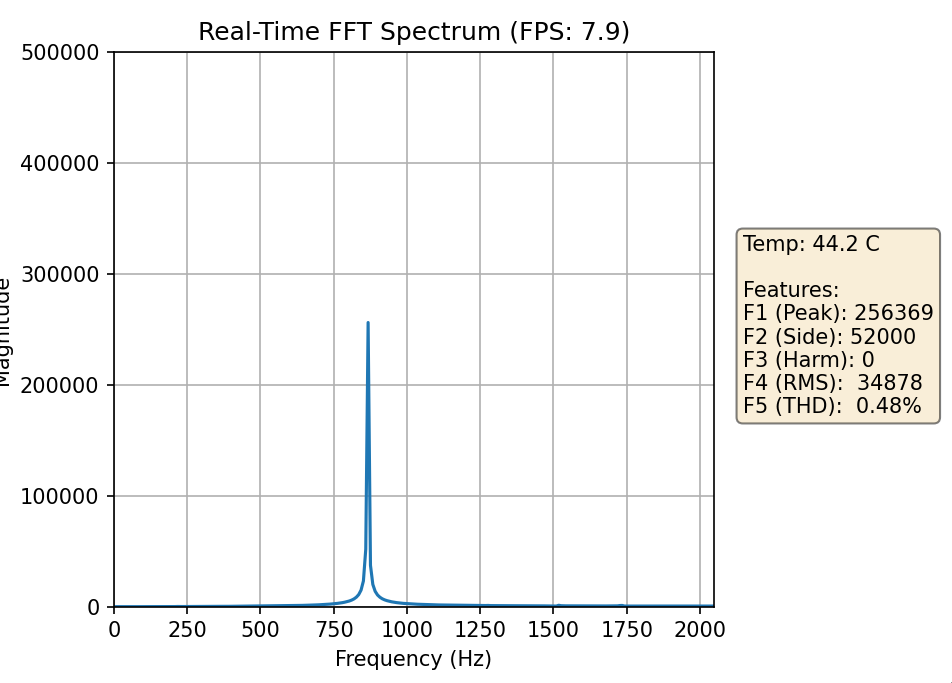 Real-Time FFT Spectrum (FPS: 7.9)
500000
400000
300000
200000
100000
0
Magnitude
0 250 500 750 1000 1250 1500 1750 2000
Frequency (Hz)
Temp: 44.2 C
Features:
F1 (Peak): 256369
F2 (Side): 52000
F3 (Harm): 0
F4 (RMS): 34878
F5 (THD): 0.48%